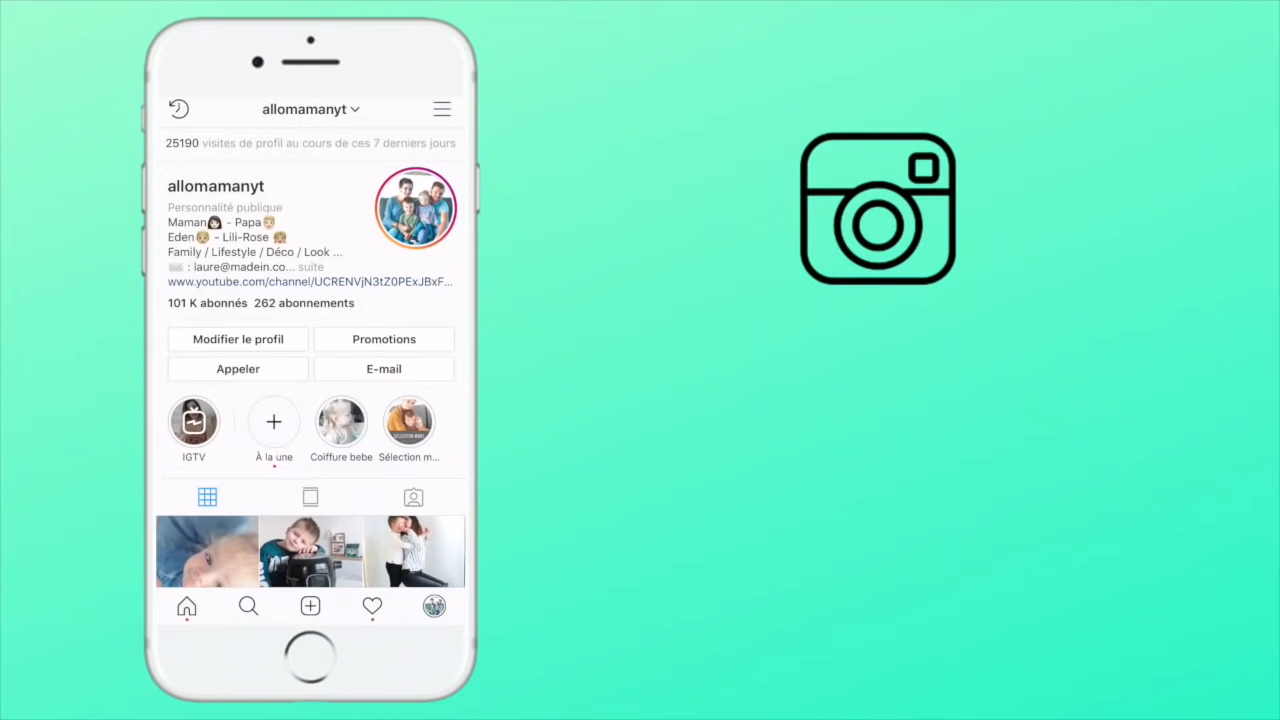 allomamanyt
25190 visites de profil au cours de ces 7 derniers jours
allomamanyt
Personnalité publique
Maman👩🏻 - Papa👨🏼
Eden👦🏼 - Lili-Rose 👧🏼
Family / Lifestyle / Déco / Look ...
✉️ : laure@madein.co... suite
www.youtube.com/channel/UCRENVjN3tZ0PExJBxF...
101 K abonnés 262 abonnements
Modifier le profil Promotions
Appeler E-mail
SÉLECTION MODE
IGTV À la une Coiffure bebe Sélection m...